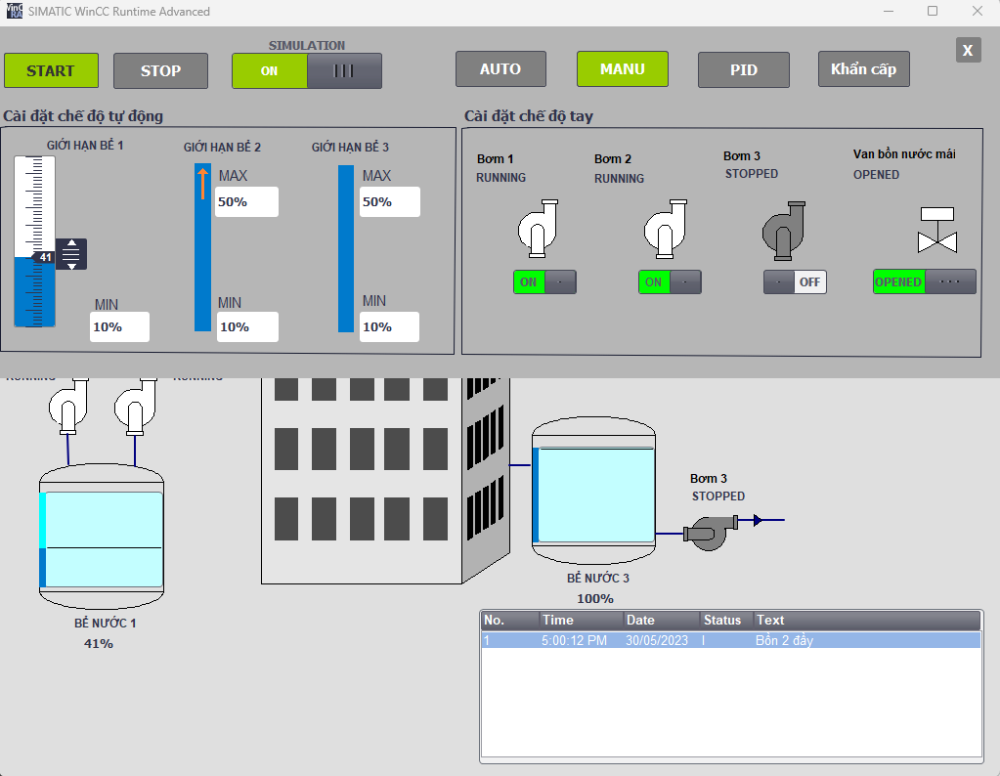 SIMATIC WinCC Runtime Advanced
SIMULATION
START
STOP
ON
AUTO
MANU
PID
Khẩn cấp
X
Cài đặt chế độ tự động
GIỚI HẠN BỂ 1
GIỚI HẠN BỂ 2
GIỚI HẠN BỂ 3
MAX
50%
MAX
50%
41
MIN
10%
MIN
10%
MIN
10%
Cài đặt chế độ tay
Bơm 1
RUNNING
Bơm 2
RUNNING
Bơm 3
STOPPED
Van bồn nước mái
OPENED
ON
ON
OFF
OPENED
RUNNING
RUNNING
BỂ NƯỚC 1
41%
Bơm 3
STOPPED
BỂ NƯỚC 3
100%
No. Time Date Status Text
1 5:00:12 PM 30/05/2023 I Bồn 2 đầy